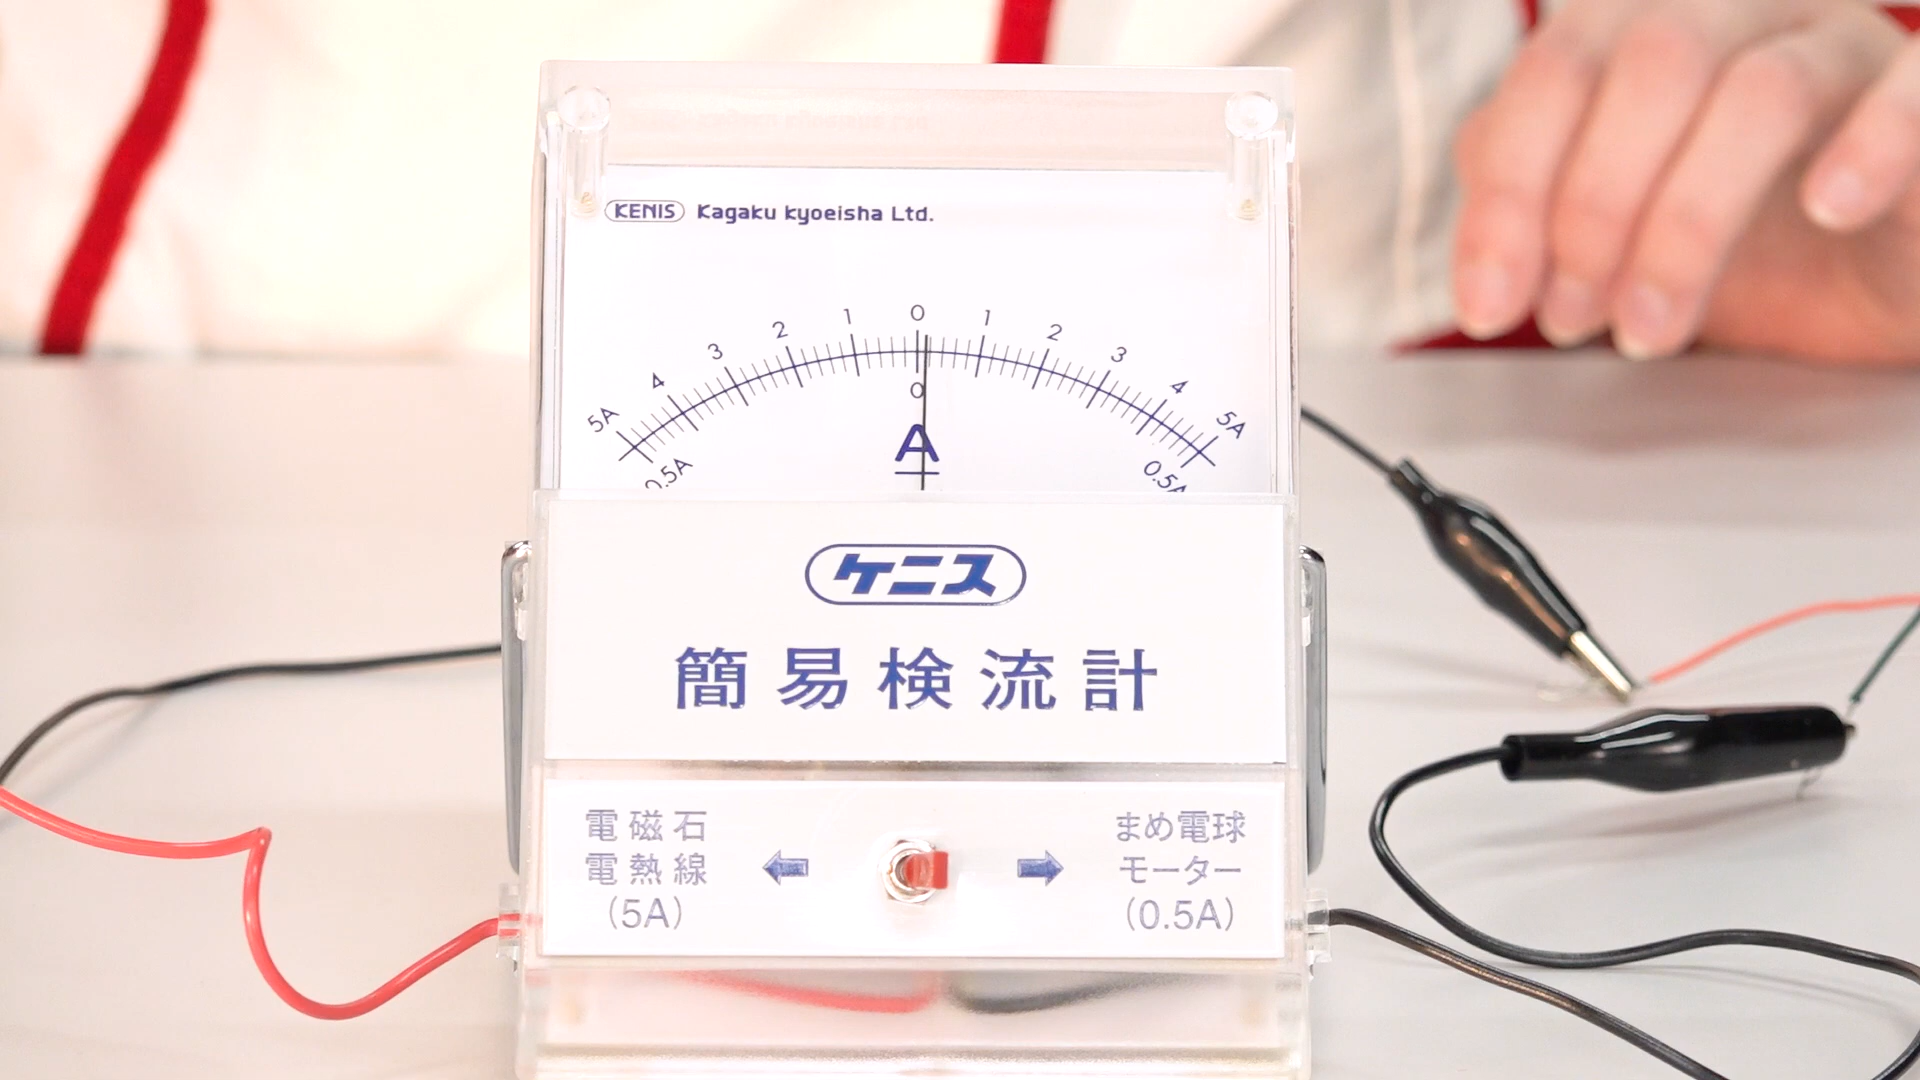 KENIS Kagaku Kyoeisha Ltd.
5A 4 3 2 1 0 1 2 3 4 5A
0.5A 0 0.5A
A
ケニス
簡易検流計
電磁石
電熱線
(5A)
まめ電球
モーター
(0.5A)